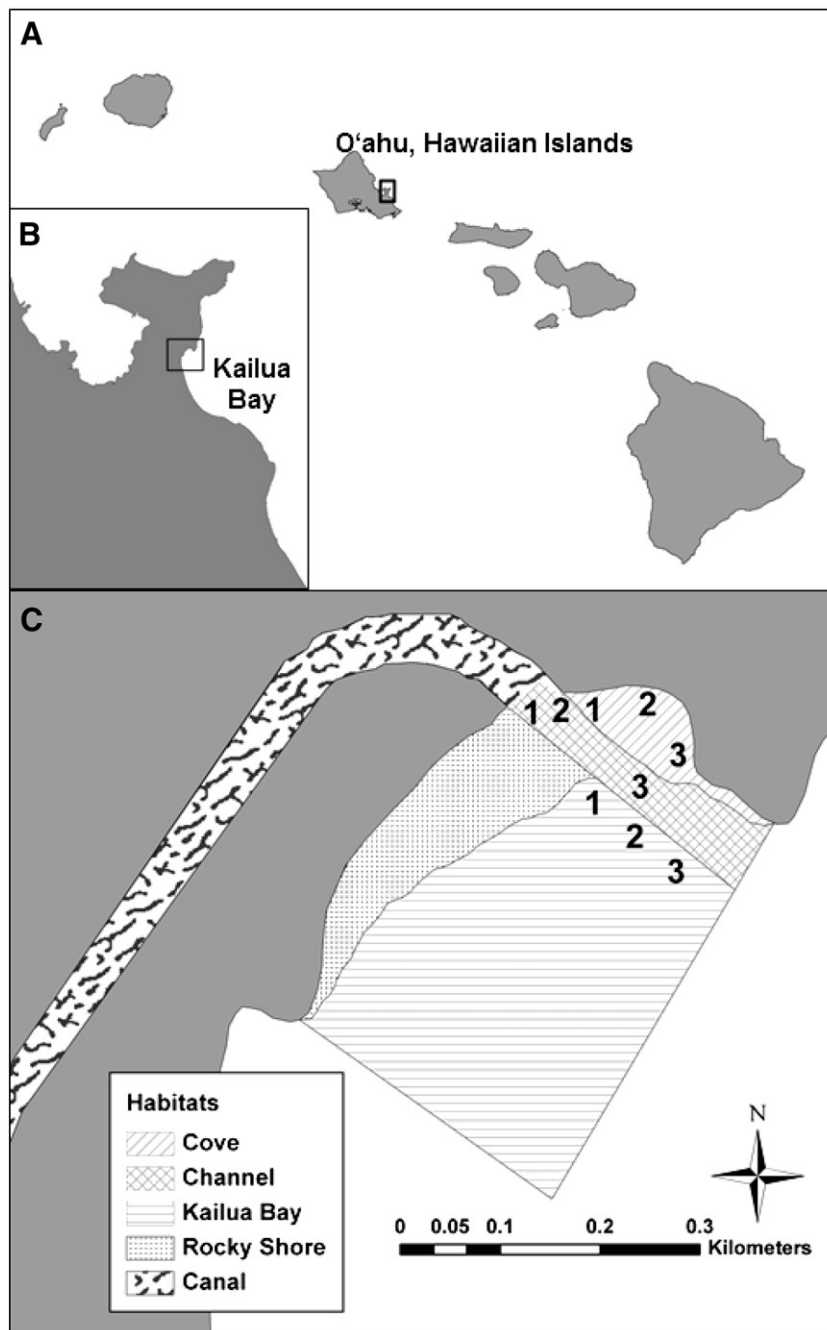 A
O'ahu, Hawaiian Islands
B
Kailua
Bay
C
1 2 1 2
3
3
1
2
3
Habitats
Cove
Channel
Kailua Bay
Rocky Shore
Canal
N
0 0.05 0.1 0.2 0.3
Kilometers